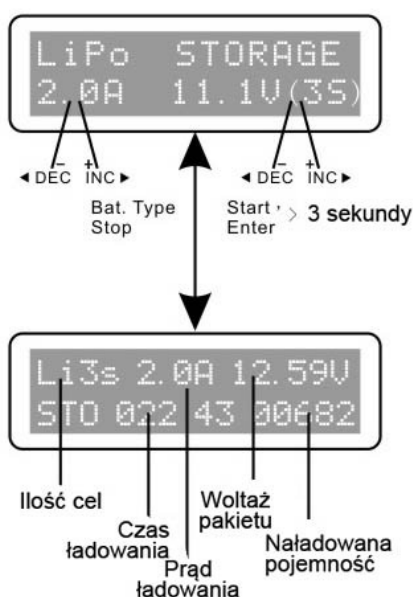 LiPo STORAGE
2.0A 11.1V(3S)
- + - +
◄ DEC INC ► ◄ DEC INC ►
Bat. Type Start ' > 3 sekundy
Stop Enter
Li3s 2.0A 12.59V
STO 022 43 00682
Ilość cel
Woltaż
pakietu
Czas
ładowania
Naładowana
pojemność
Prąd
ładowania